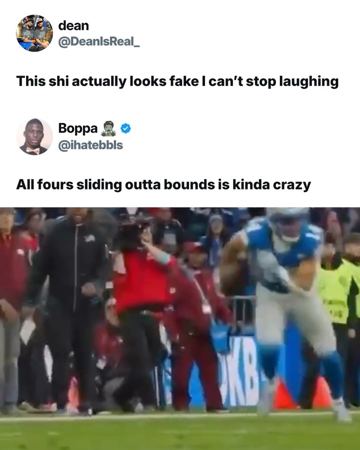 dean
@DeanIsReal_
This shi actually looks fake I can't stop laughing
Boppa
@ihatebbls
All fours sliding outta bounds is kinda crazy
KB